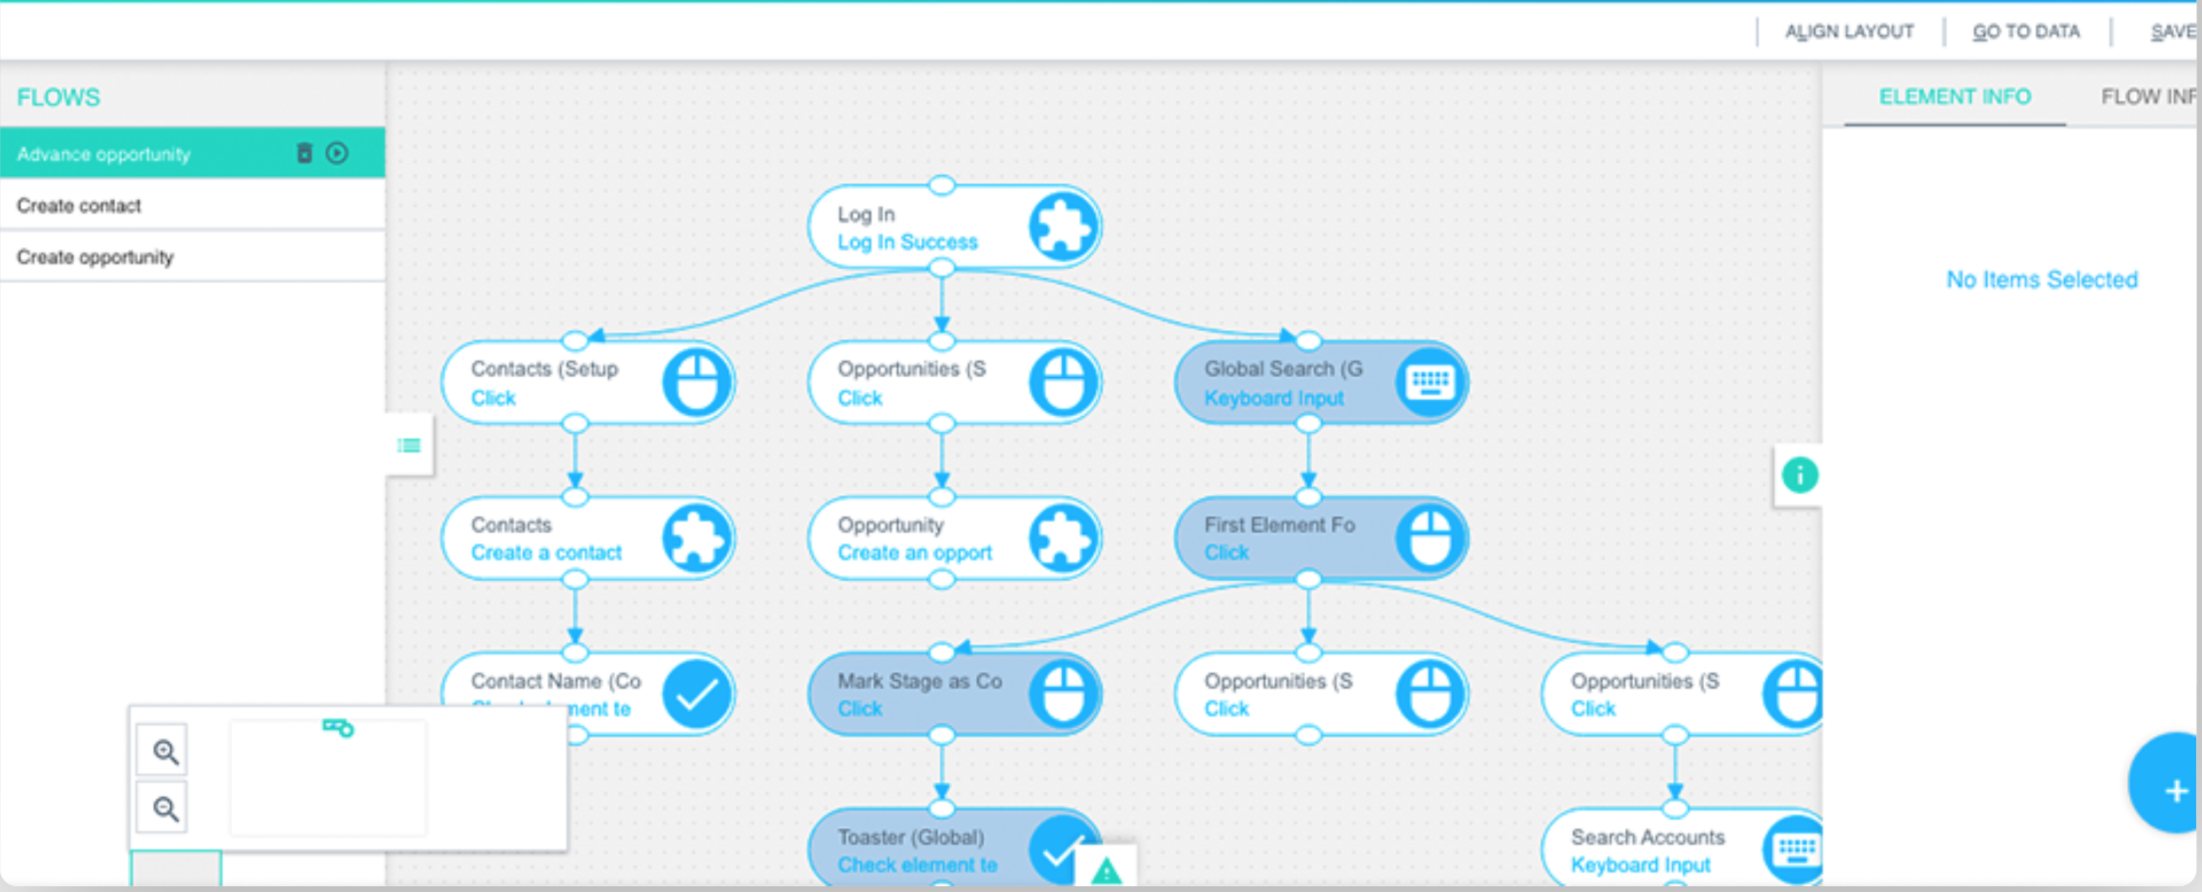 ALIGN LAYOUT
GO TO DATA
SAVE
FLOWS
Advance opportunity
Create contact
Create opportunity
ELEMENT INFO
FLOW INF
No Items Selected
Log In
Log In Success
Contacts (Setup
Click
Opportunities (S
Click
Global Search (G
Keyboard Input
Contacts
Create a contact
Opportunity
Create an opport
First Element Fo
Click
Contact Name (Co
ment te
Mark Stage as Co
Click
Opportunities (S
Click
Opportunities (S
Click
Toaster (Global)
Check element te
Search Accounts
Keyboard Input